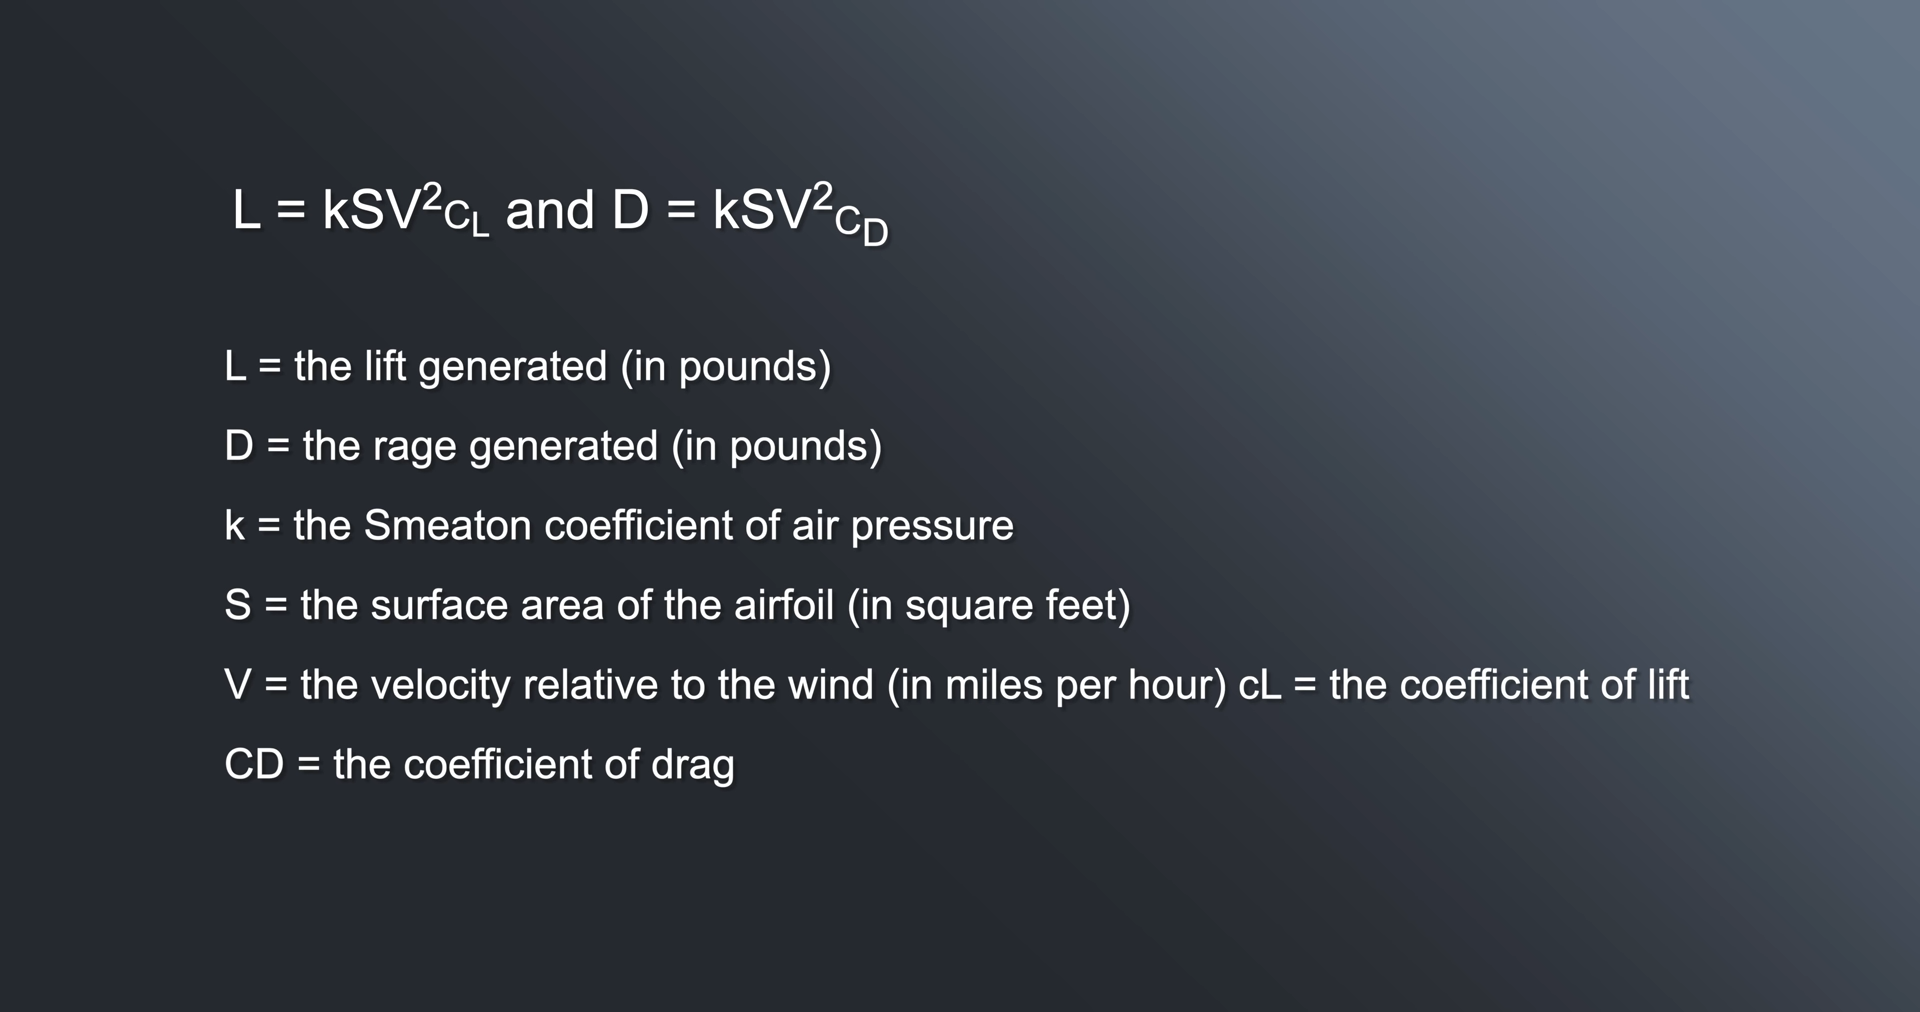 L = kSV²cL and D = kSV²cD
L = the lift generated (in pounds)
D = the rage generated (in pounds)
k = the Smeaton coefficient of air pressure
S = the surface area of the airfoil (in square feet)
V = the velocity relative to the wind (in miles per hour) cL = the coefficient of lift
CD = the coefficient of drag